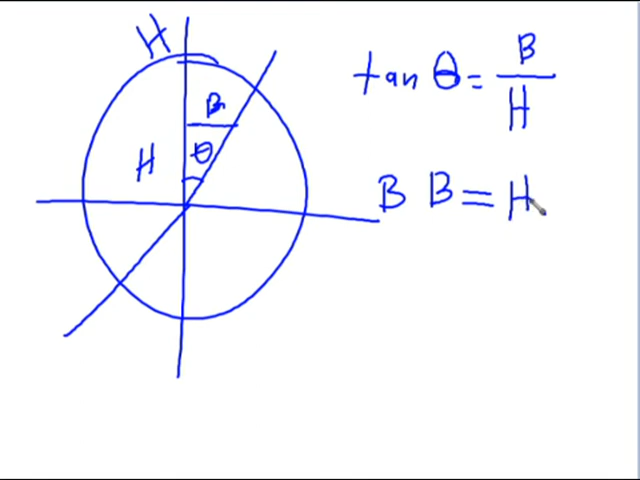 H
tan θ = B/H
B
θ
H
B B = H